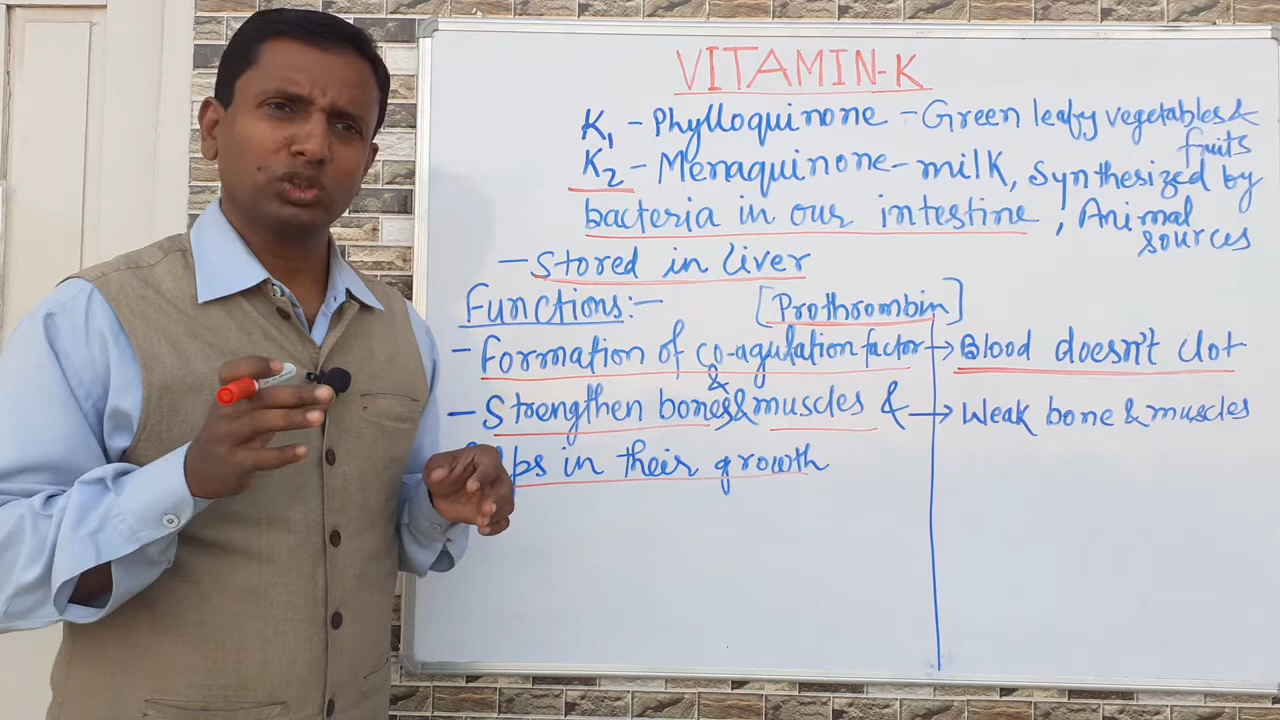 VITAMIN-K
K₁ - Phylloquinone - Green leafy vegetables &
fruits
K₂ - Menaquinone - milK, Synthesized by
bacteria in our intestine, Animal
sources
- Stored in liver
Functions:-
[Prothrombin]
- Formation of co-agulation factor → Blood doesn't clot
&
- Strengthen bones & muscles & → Weak bone & muscles
in their growth